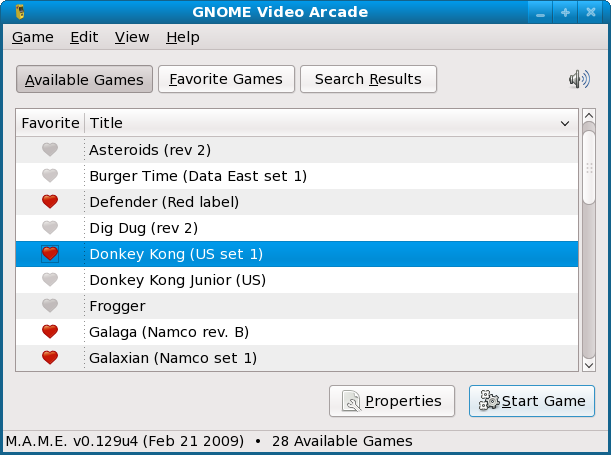 GNOME Video Arcade
Game Edit View Help
Available Games Favorite Games Search Results
Favorite Title
Asteroids (rev 2)
Burger Time (Data East set 1)
Defender (Red label)
Dig Dug (rev 2)
Donkey Kong (US set 1)
Donkey Kong Junior (US)
Frogger
Galaga (Namco rev. B)
Galaxian (Namco set 1)
Properties Start Game
M.A.M.E. v0.129u4 (Feb 21 2009) • 28 Available Games